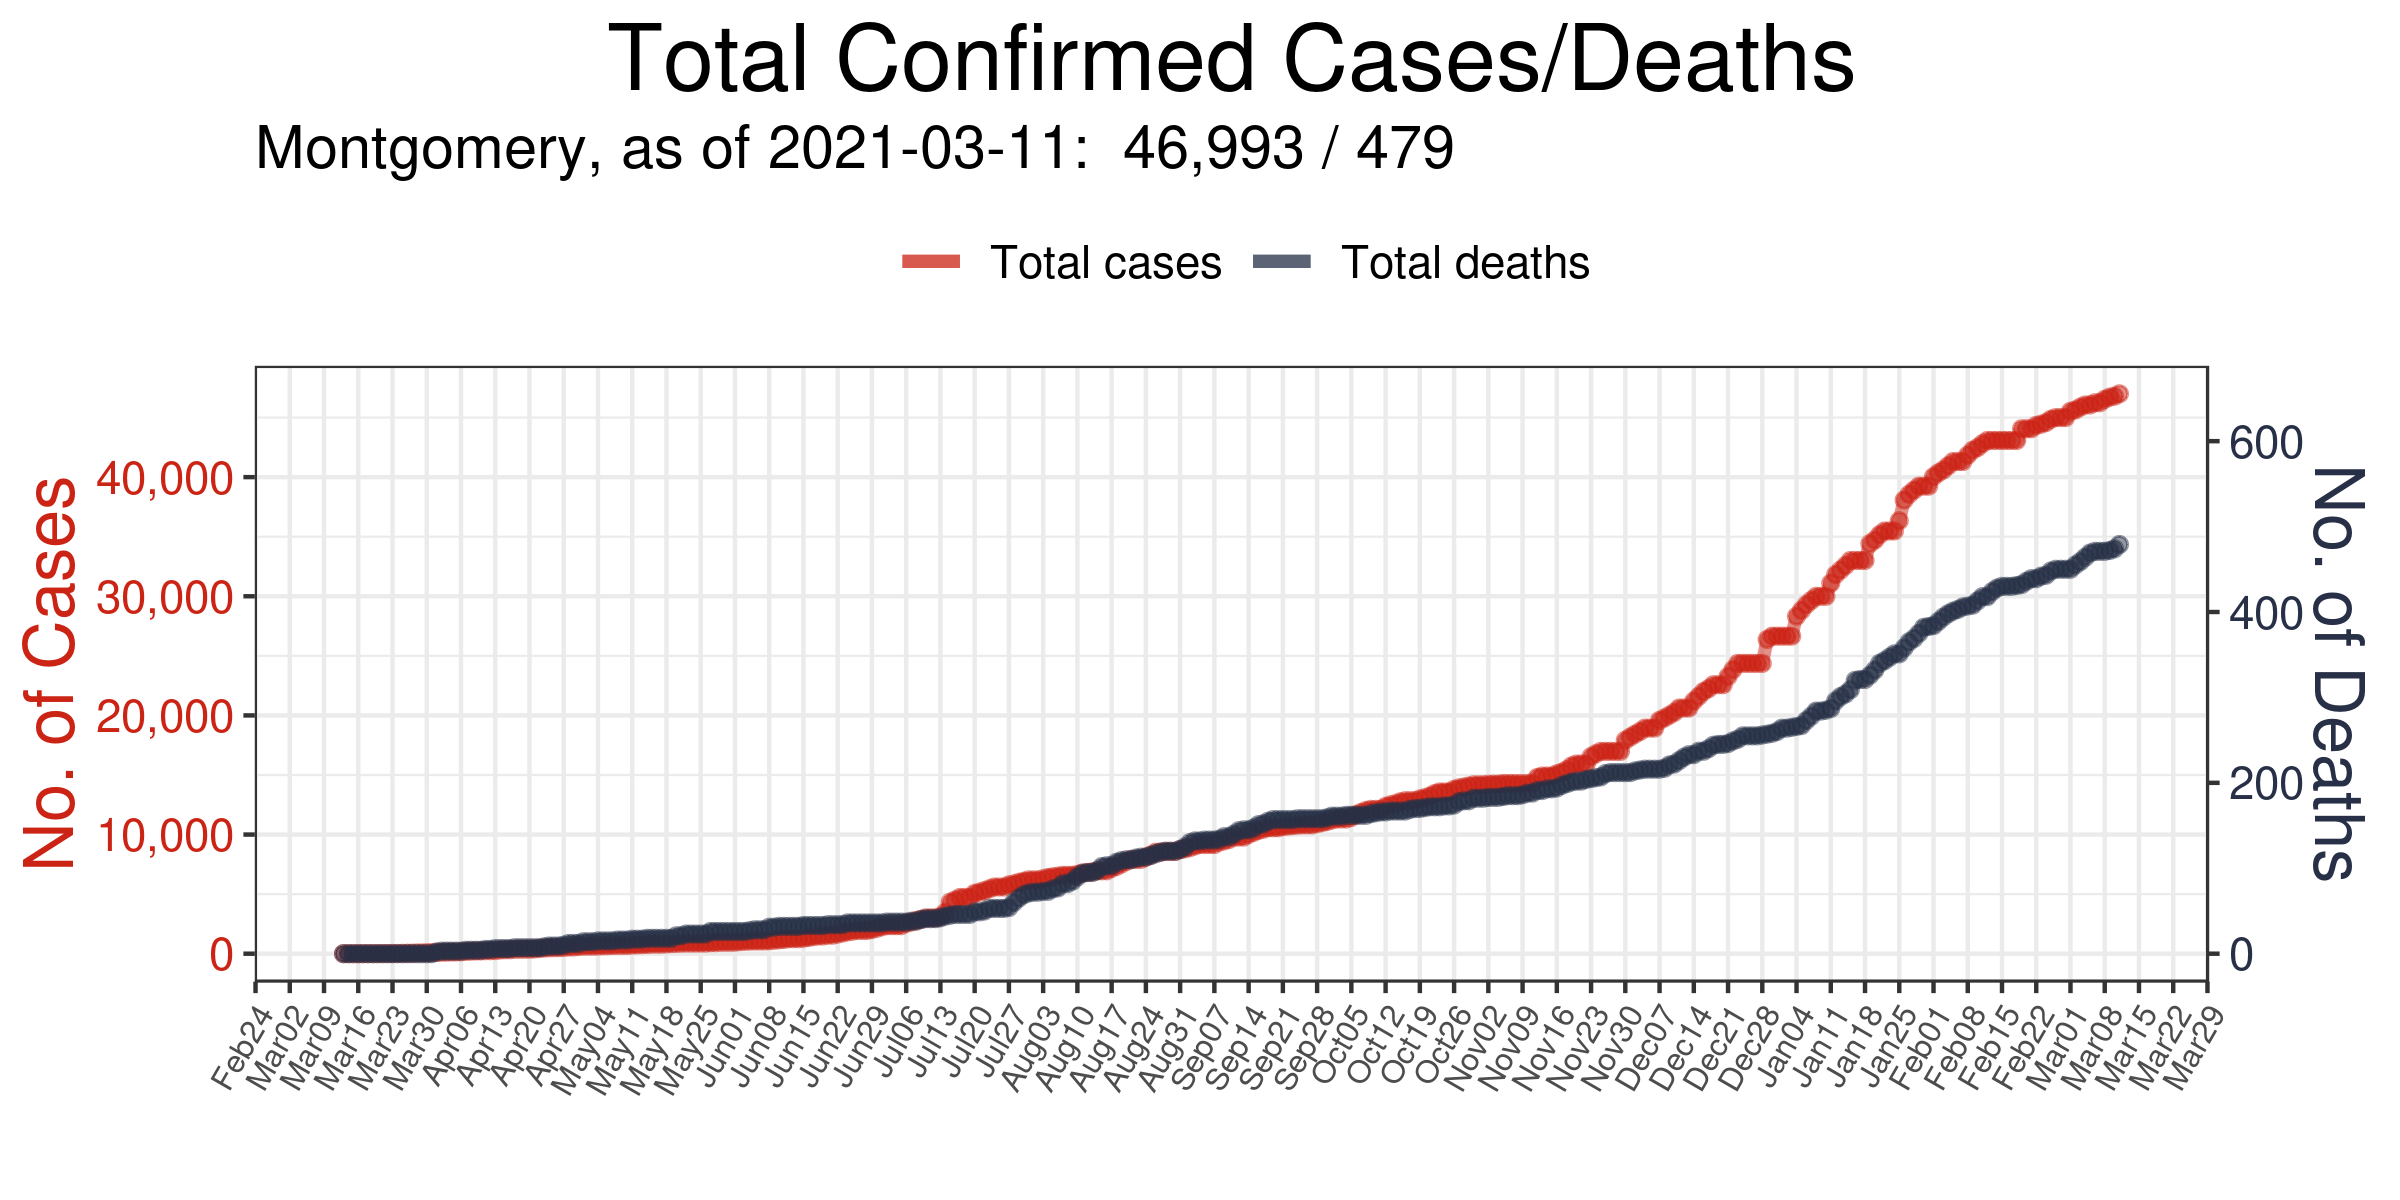 Total Confirmed Cases/Deaths
Montgomery, as of 2021-03-11:  46,993 / 479
Total cases
Total deaths
No. of Cases
40,000
30,000
20,000
10,000
0
600
400
200
0
No. of Deaths
Feb24
Mar02
Mar09
Mar16
Mar23
Mar30
Apr06
Apr13
Apr20
Apr27
May04
May11
May18
May25
Jun01
Jun08
Jun15
Jun22
Jun29
Jul06
Jul13
Jul20
Jul27
Aug03
Aug10
Aug17
Aug24
Aug31
Sep07
Sep14
Sep21
Sep28
Oct05
Oct12
Oct19
Oct26
Nov02
Nov09
Nov16
Nov23
Nov30
Dec07
Dec14
Dec21
Dec28
Jan04
Jan11
Jan18
Jan25
Feb01
Feb08
Feb15
Feb22
Mar01
Mar08
Mar15
Mar22
Mar29